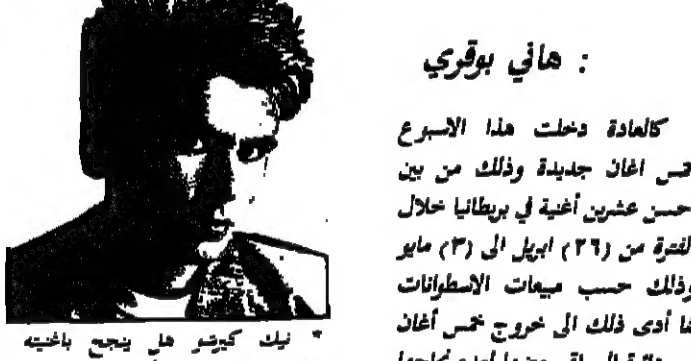 : هاني بوقري
كالعادة دخلت هذا الاسبوع
خمس اغان جديدة وذلك من بين
احسن عشرين أغنية في بريطانيا خلال
لفترة من (٢٦) ابريل الى (٣) مايو
وذلك حسب مبيعات الاسطوانات
كما أدى ذلك الى خروج خمس أغان
* نيك كيرشو هل ينجح باغنيته